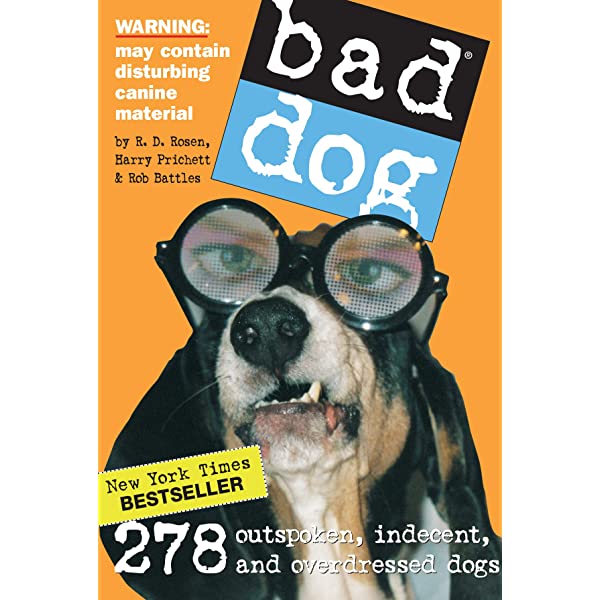 WARNING:
may contain
disturbing
canine
material
by R. D. Rosen,
Harry Prichett
& Rob Battles
bad®
dog
New York Times
BESTSELLER
278 outspoken, indecent,
and overdressed dogs